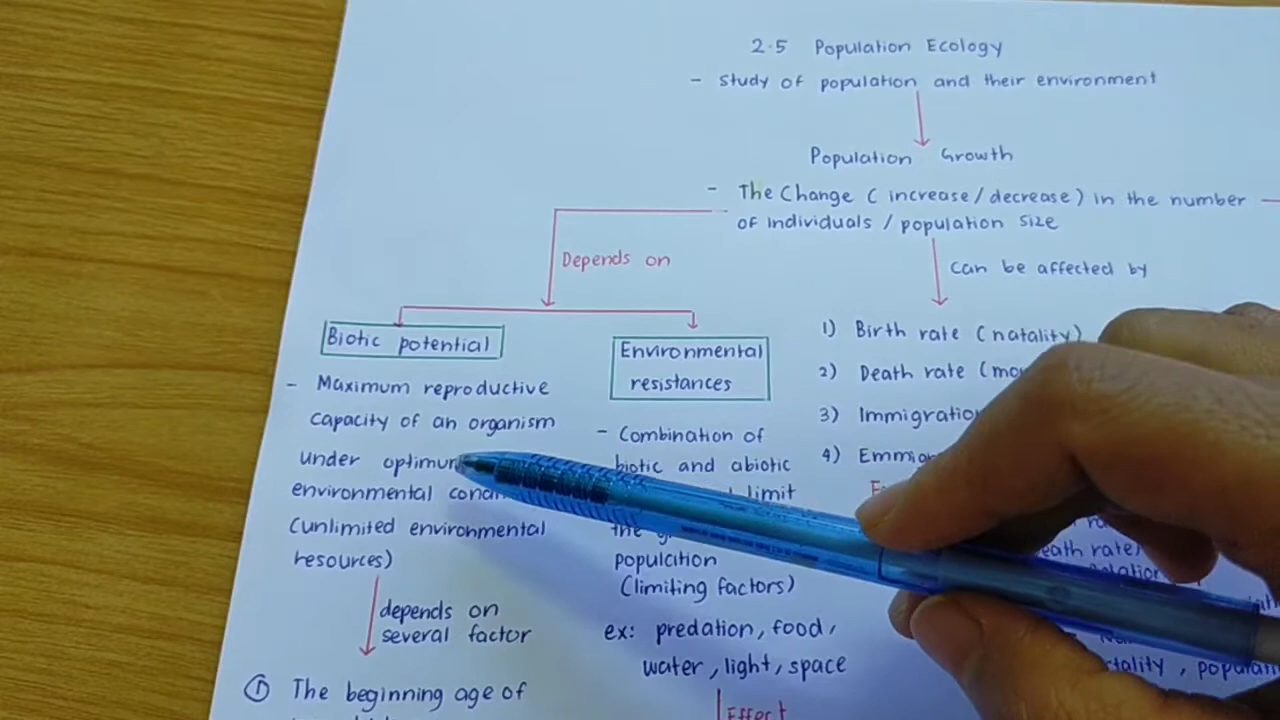 2.5 Population Ecology
- Study of population and their environment
Population Growth
- The Change (increase/decrease) in the number
of individuals / population size
Depends on
can be affected by
Biotic potential
- Maximum reproductive
capacity of an organism
under
environmental
(unlimited environmental
resources)
depends on
several factor
① The beginning age of
Environmental
resistances
- Combination of
biotic and abiotic
limit
the
population
(limiting factors)
ex: predation, food,
water, light, space
Effect
1) Birth rate (natality)
2) Death rate
3)
4)